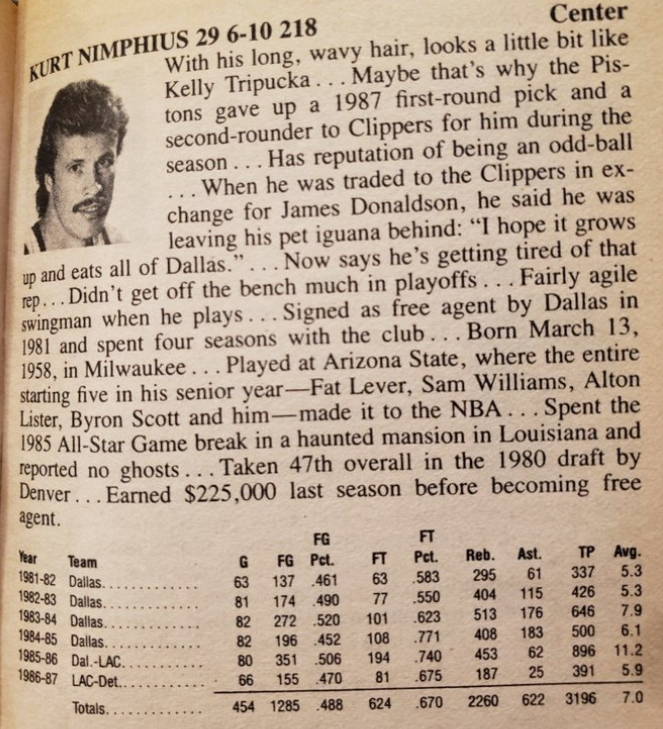 KURT NIMPHIUS 29 6-10 218 Center
With his long, wavy hair, looks a little bit like
Kelly Tripucka . . . Maybe that's why the Pis-
tons gave up a 1987 first-round pick and a
second-rounder to Clippers for him during the
season . . . Has reputation of being an odd-ball
. . . When he was traded to the Clippers in ex-
change for James Donaldson, he said he was
leaving his pet iguana behind: "I hope it grows
up and eats all of Dallas." . . . Now says he's getting tired of that
rep . . . Didn't get off the bench much in playoffs . . . Fairly agile
swingman when he plays . . . Signed as free agent by Dallas in
1981 and spent four seasons with the club . . . Born March 13,
1958, in Milwaukee . . . Played at Arizona State, where the entire
starting five in his senior year—Fat Lever, Sam Williams, Alton
Lister, Byron Scott and him—made it to the NBA . . . Spent the
1985 All-Star Game break in a haunted mansion in Louisiana and
reported no ghosts . . . Taken 47th overall in the 1980 draft by
Denver . . . Earned $225,000 last season before becoming free
agent.
FG FT
Year Team G FG Pct. FT Pct. Reb. Ast. TP Avg.
1981-82 Dallas. . . . . . . . . . . . 63 137 .461 63 .583 295 61 337 5.3
1982-83 Dallas. . . . . . . . . . . . 81 174 .490 77 .550 404 115 426 5.3
1983-84 Dallas. . . . . . . . . . . . 82 272 .520 101 .623 513 176 646 7.9
1984-85 Dallas. . . . . . . . . . . . 82 196 .452 108 .771 408 183 500 6.1
1985-86 Dal.-LAC. . . . . . . . . . 80 351 .506 194 .740 453 62 896 11.2
1986-87 LAC-Det. . . . . . . . . . . 66 155 .470 81 .675 187 25 391 5.9
Totals. . . . . . . . . . . . 454 1285 .488 624 .670 2260 622 3196 7.0